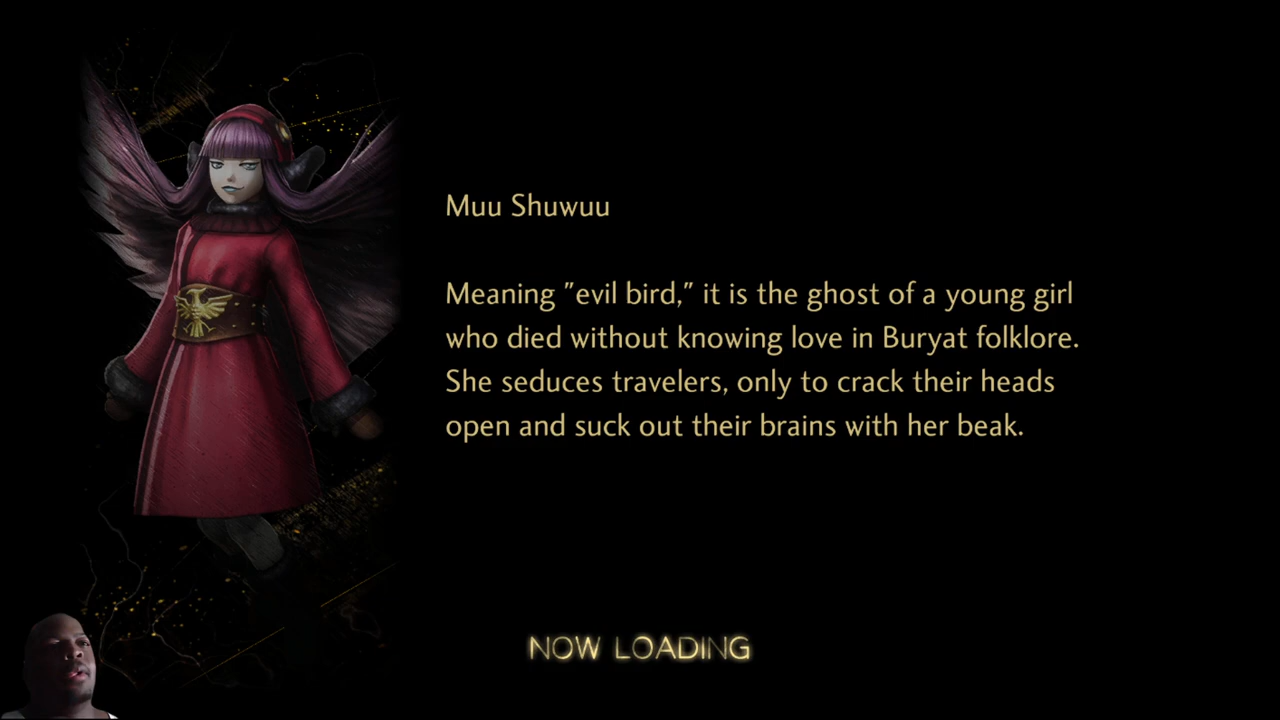 Muu Shuwuu
Meaning "evil bird," it is the ghost of a young girl
who died without knowing love in Buryat folklore.
She seduces travelers, only to crack their heads
open and suck out their brains with her beak.
NOW LOADING